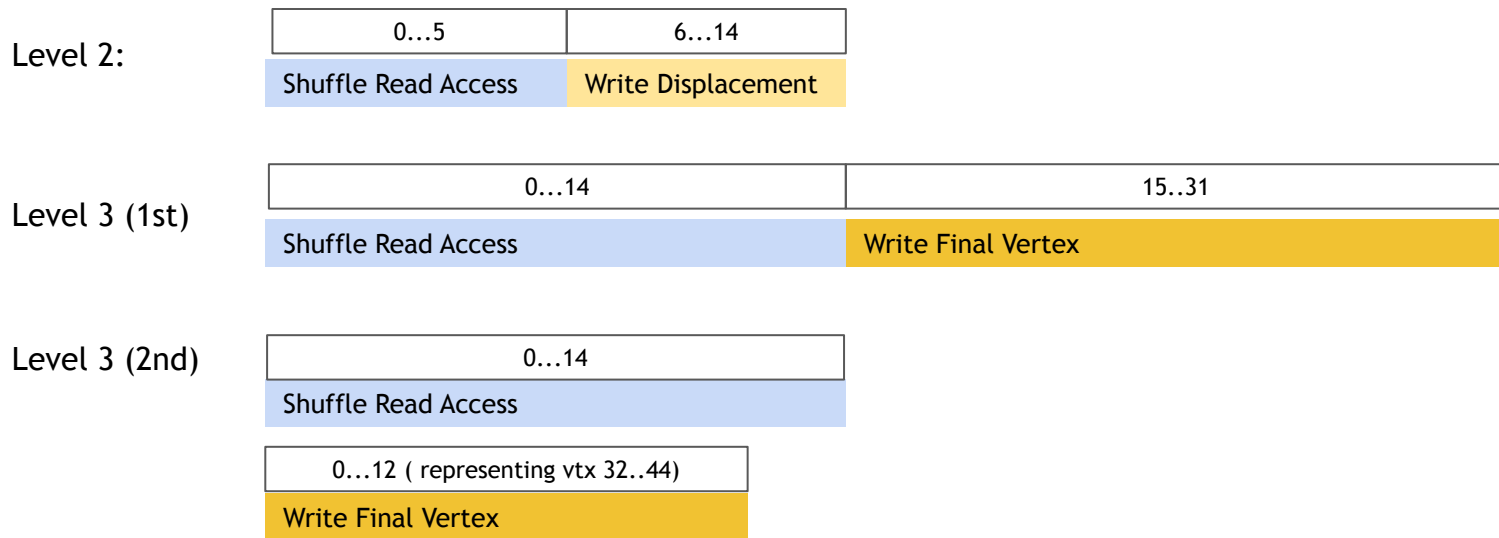 Level 2:
0...5
6...14
Shuffle Read Access
Write Displacement
Level 3 (1st)
0...14
15..31
Shuffle Read Access
Write Final Vertex
Level 3 (2nd)
0...14
Shuffle Read Access
0...12 ( representing vtx 32..44)
Write Final Vertex